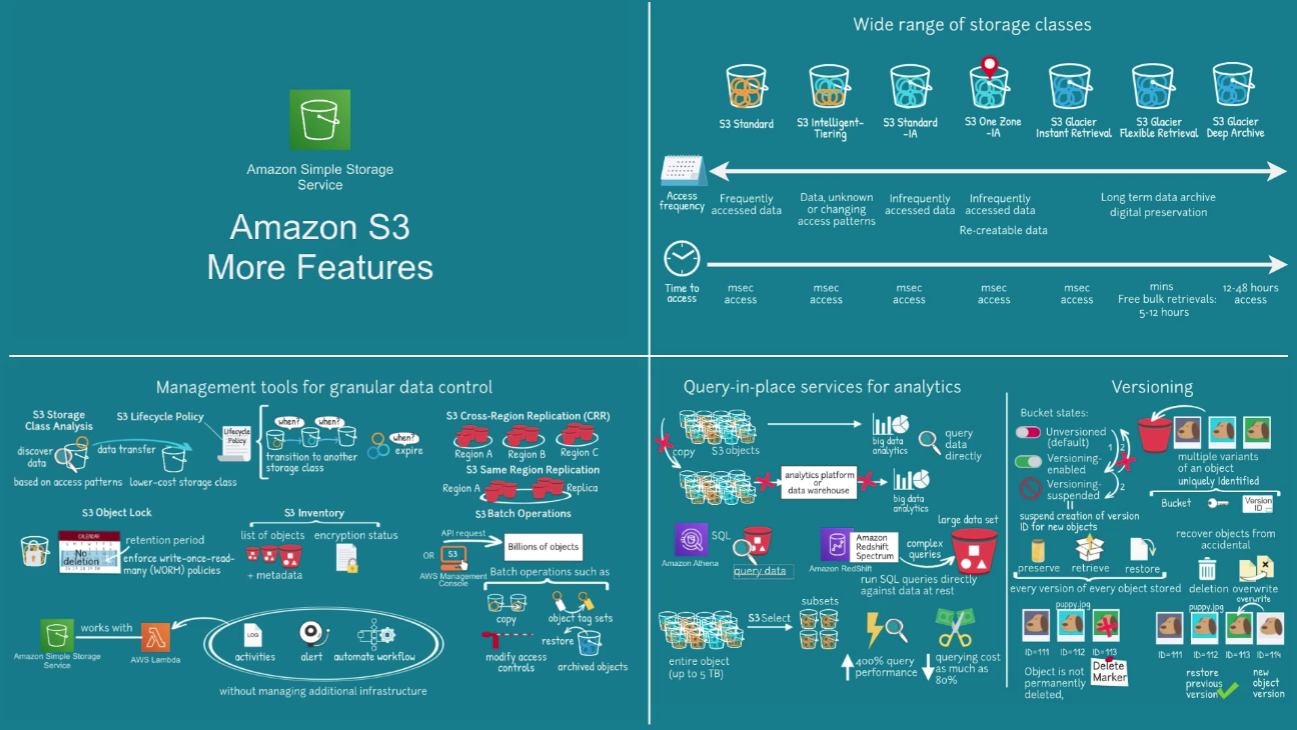 Amazon Simple Storage
Service
Amazon S3
More Features
Wide range of storage classes
S3 Standard
S3 Intelligent-
Tiering
S3 Standard
-IA
S3 One Zone
-IA
S3 Glacier
Instant Retrieval
S3 Glacier
Flexible Retrieval
S3 Glacier
Deep Archive
Access
frequency
Frequently
accessed data
Data, unknown
or changing
access patterns
Infrequently
accessed data
Infrequently
accessed data
Re-creatable data
Long term data archive
digital preservation
Time to
access
msec
access
msec
access
msec
access
msec
access
msec
access
mins
Free bulk retrievals:
5-12 hours
12-48 hours
access
Management tools for granular data control
S3 Storage
Class Analysis
discover
data
based on access patterns
S3 Lifecycle Policy
data transfer
lower-cost storage class
Lifecycle
Policy
when?
when?
transition to another
storage class
when?
expire
S3 Cross-Region Replication (CRR)
Region A
Region B
Region C
S3 Same Region Replication
Region A
Replica
S3 Batch Operations
API request
OR
S3
AWS Management
Console
Billions of objects
Batch operations such as
copy
object tag sets
modify access
controls
restore
archived objects
S3 Object Lock
CALENDAR
No
deletion
retention period
enforce write-once-read-
many (WORM) policies
S3 Inventory
list of objects
+ metadata
encryption status
Amazon Simple Storage
Service
works with
AWS Lambda
LOG
activities
alert
automate workflow
without managing additional infrastructure
Query-in-place services for analytics
copy
S3 objects
big data
analytics
query
data
directly
analytics platform
or
data warehouse
big data
analytics
Amazon Athena
SQL
query data
Amazon RedShift
Amazon
Redshift
Spectrum
complex
queries
large data set
run SQL queries directly
against data at rest
entire object
(up to 5 TB)
S3 Select
subsets
400% query
performance
querying cost
as much as
80%
Versioning
Bucket states:
Unversioned
(default)
Versioning-
enabled
Versioning-
suspended
1
2
2
suspend creation of version
ID for new objects
multiple variants
of an object
uniquely Identified
Bucket
Version
ID
preserve
retrieve
restore
every version of every object stored
recover objects from
accidental
deletion
overwrite
overwrite
puppy.jpg
ID=111
ID=112
ID=113
Object is not
permanently
deleted,
Delete
Marker
puppy.jpg
ID=111
ID=112
ID=113
ID=114
restore
previous
version
new
object
version